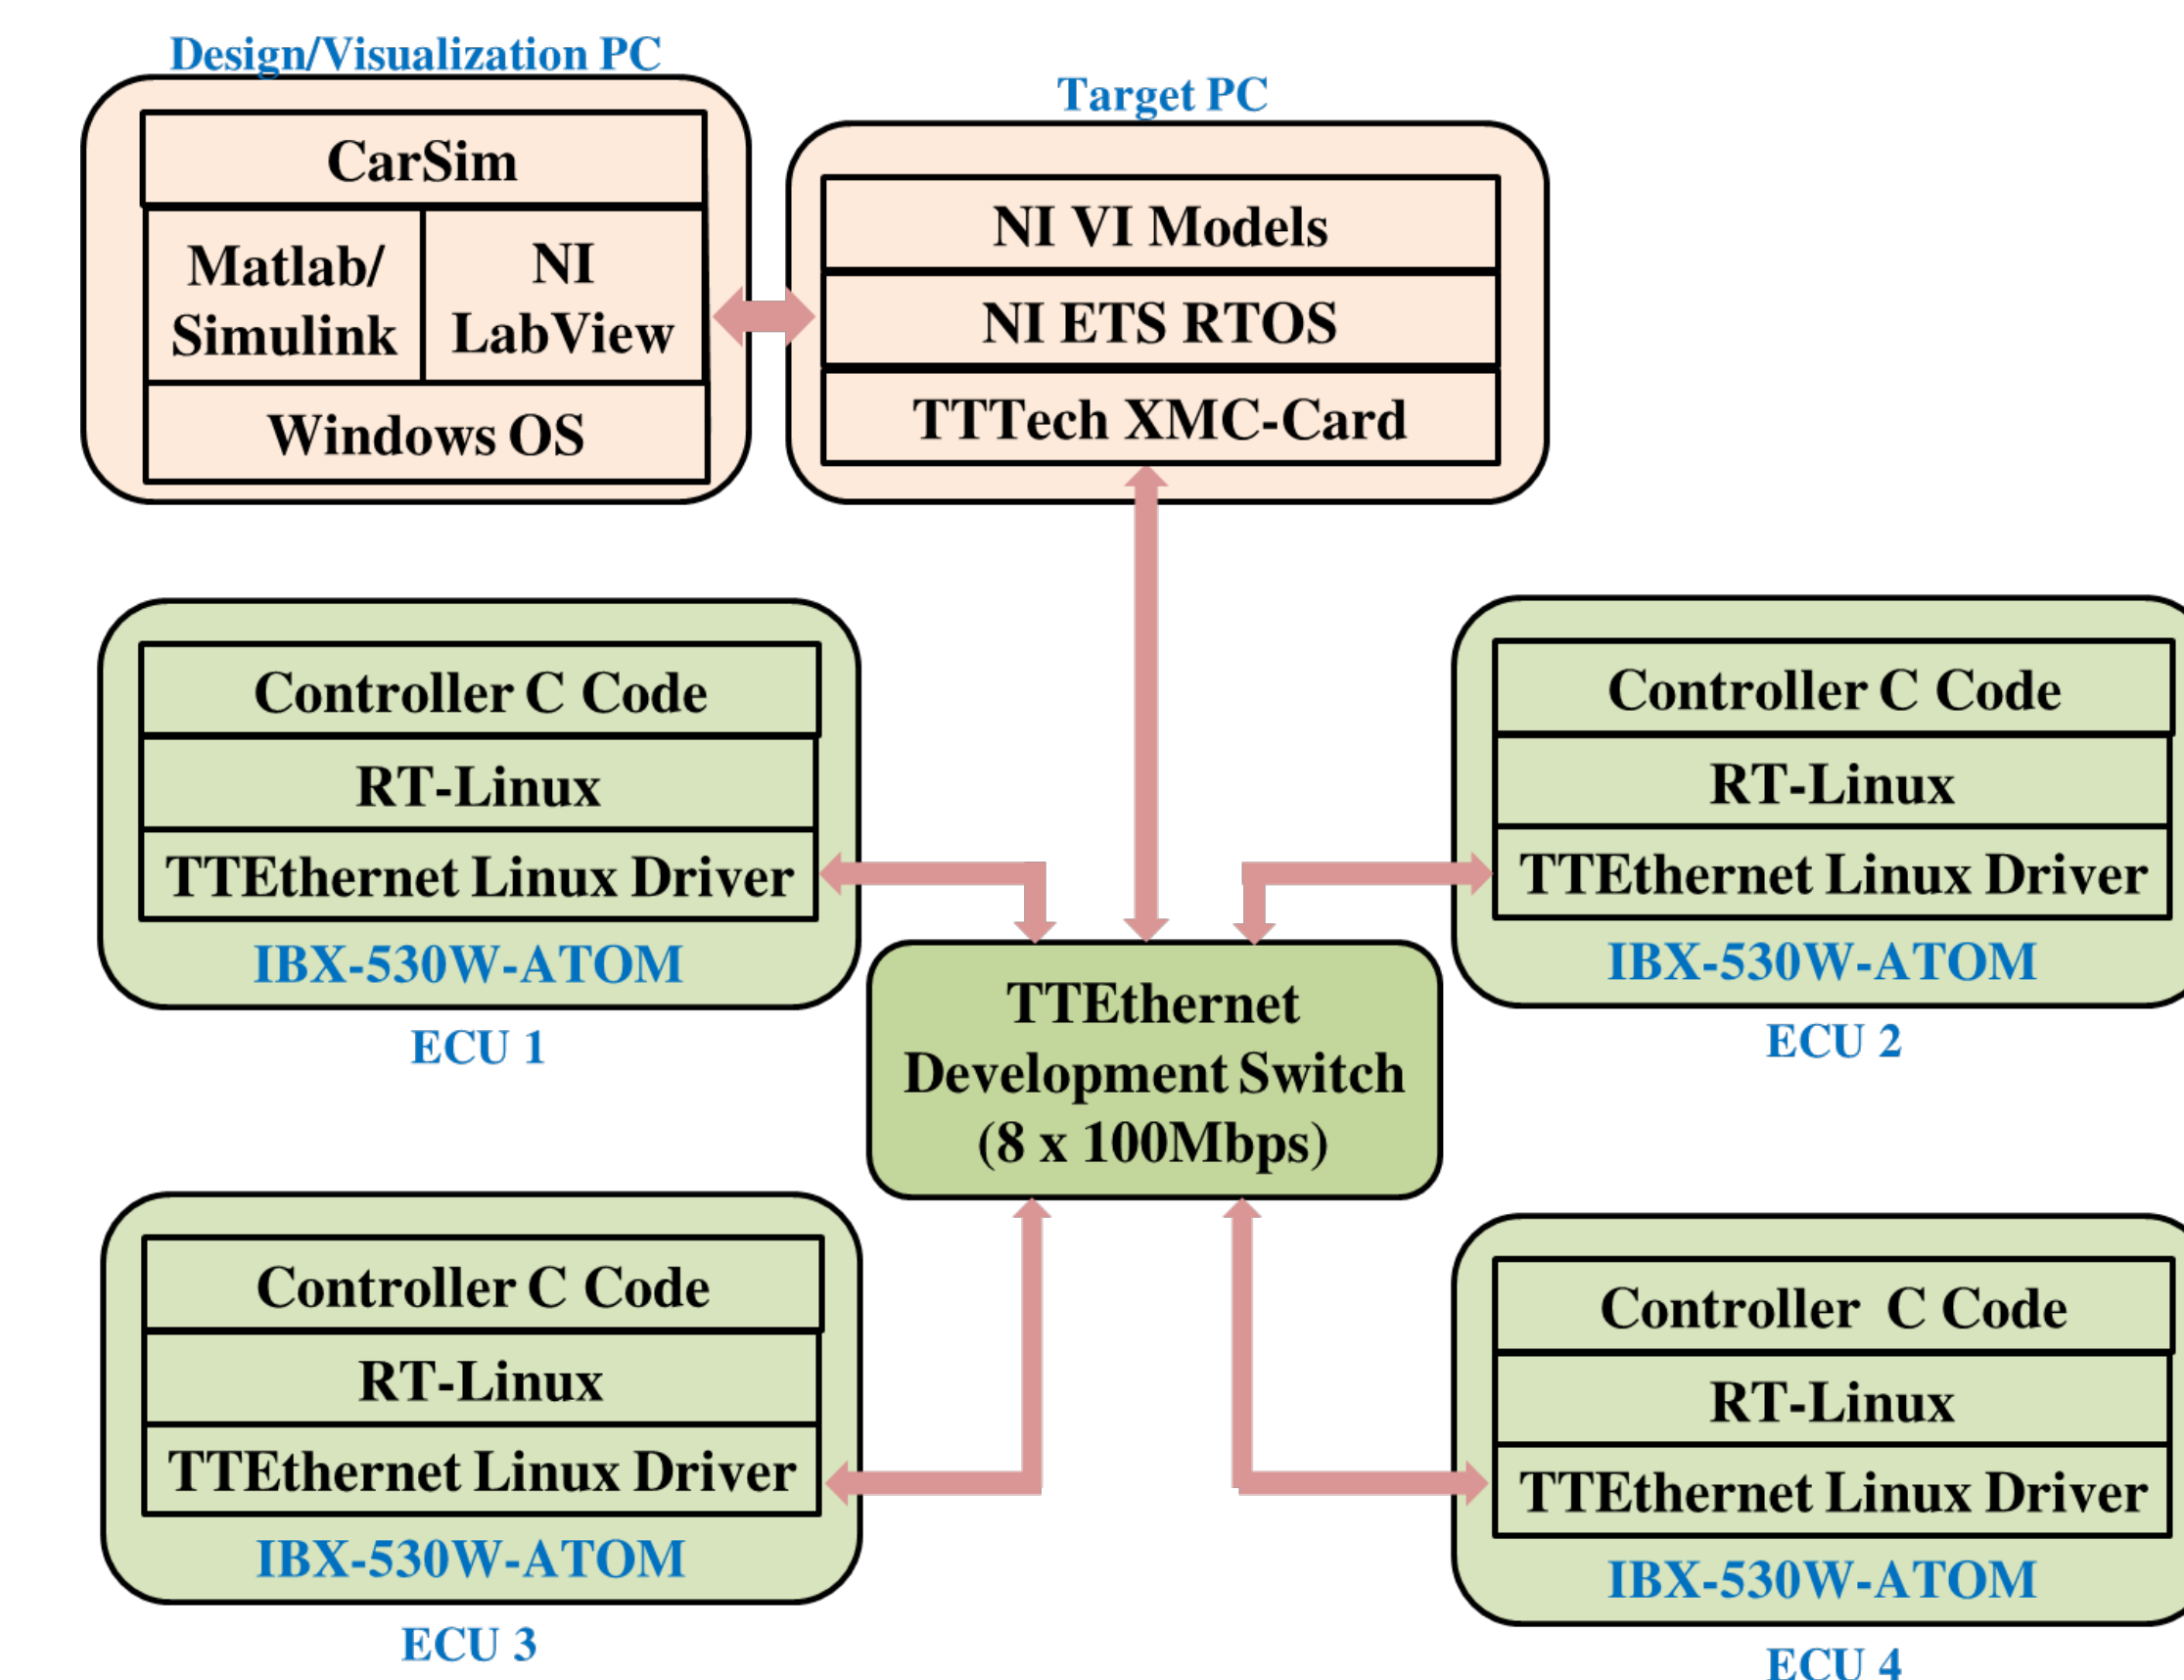 Design/Visualization PC
CarSim
Matlab/
Simulink
NI
LabView
Windows OS
Target PC
NI VI Models
NI ETS RTOS
TTTech XMC-Card
Controller C Code
RT-Linux
TTEthernet Linux Driver
IBX-530W-ATOM
ECU 1
Controller C Code
RT-Linux
TTEthernet Linux Driver
IBX-530W-ATOM
ECU 2
TTEthernet
Development Switch
(8 x 100Mbps)
Controller C Code
RT-Linux
TTEthernet Linux Driver
IBX-530W-ATOM
ECU 3
Controller C Code
RT-Linux
TTEthernet Linux Driver
IBX-530W-ATOM
ECU 4